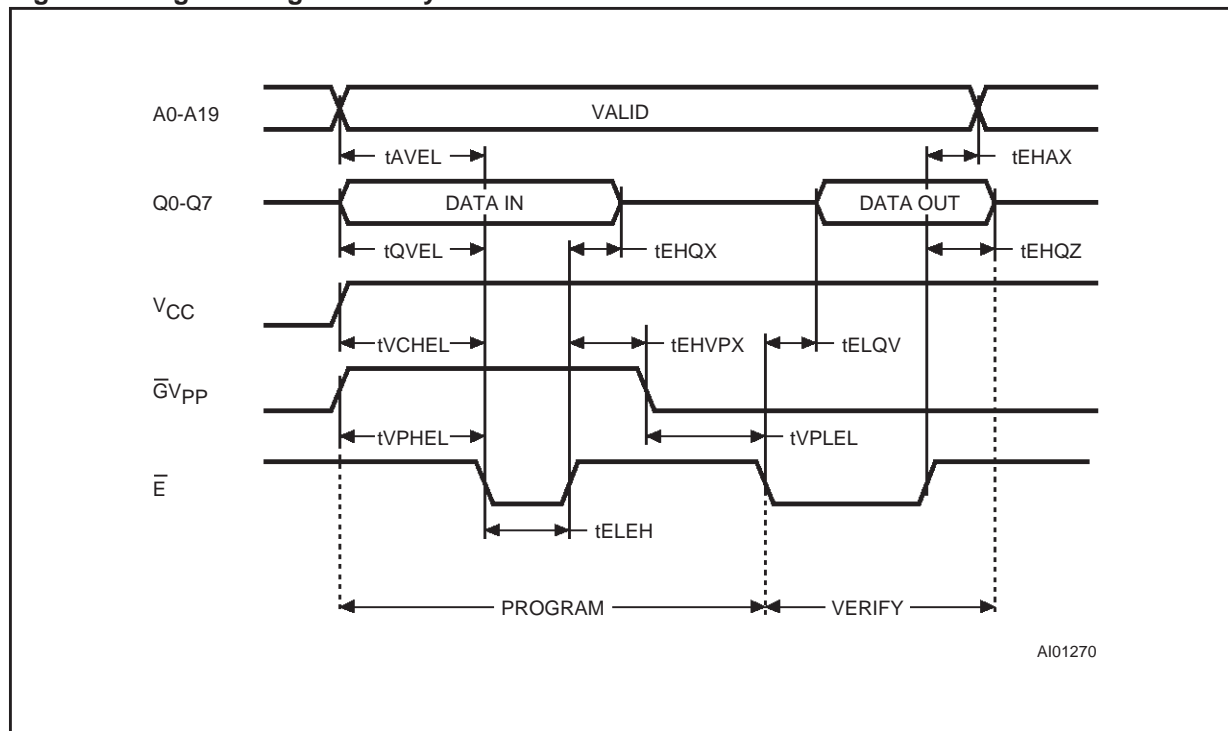 A0-A19
VALID
tAVEL
tEHAX
Q0-Q7
DATA IN
DATA OUT
tQVEL
tEHQX
tEHQZ
VCC
tVCHEL
tEHVPX
tELQV
G̅VPP
tVPHEL
tVPLEL
E̅
tELEH
PROGRAM
VERIFY
AI01270